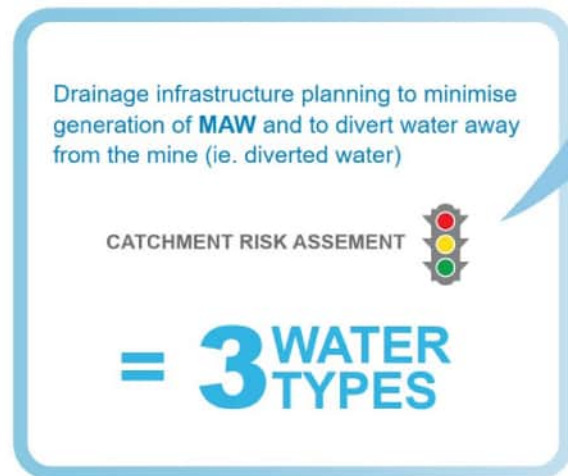 Drainage infrastructure planning to minimise
generation of MAW and to divert water away
from the mine (ie. diverted water)
CATCHMENT RISK ASSEMENT
= 3 WATER
TYPES